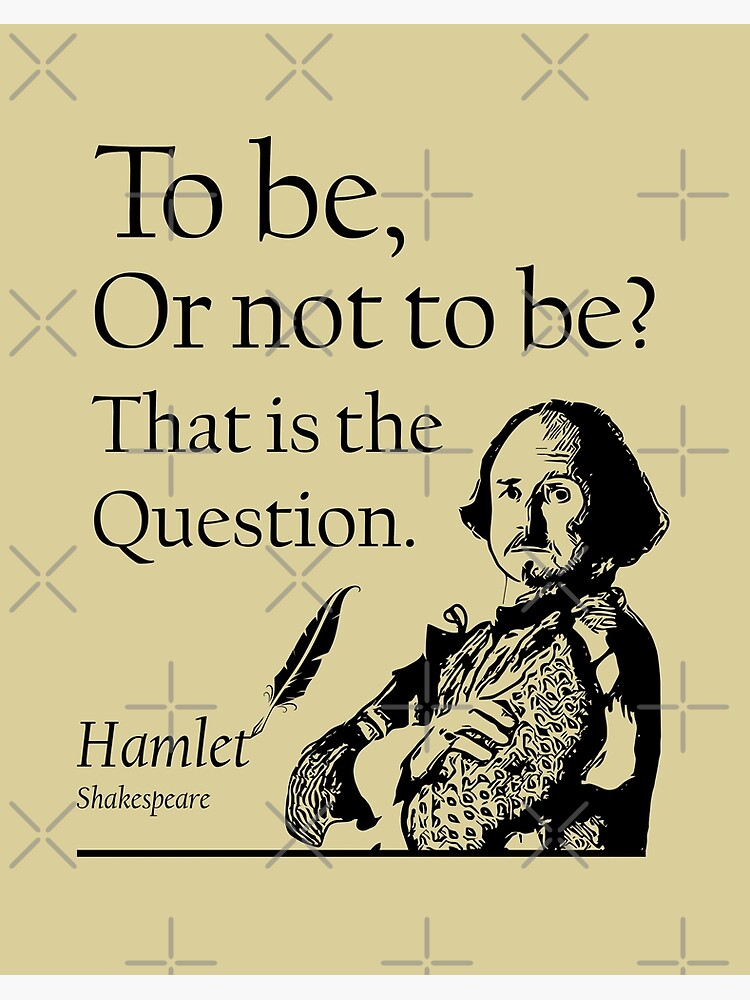 To be,
Or not to be?
That is the
Question.
Hamlet
Shakespeare